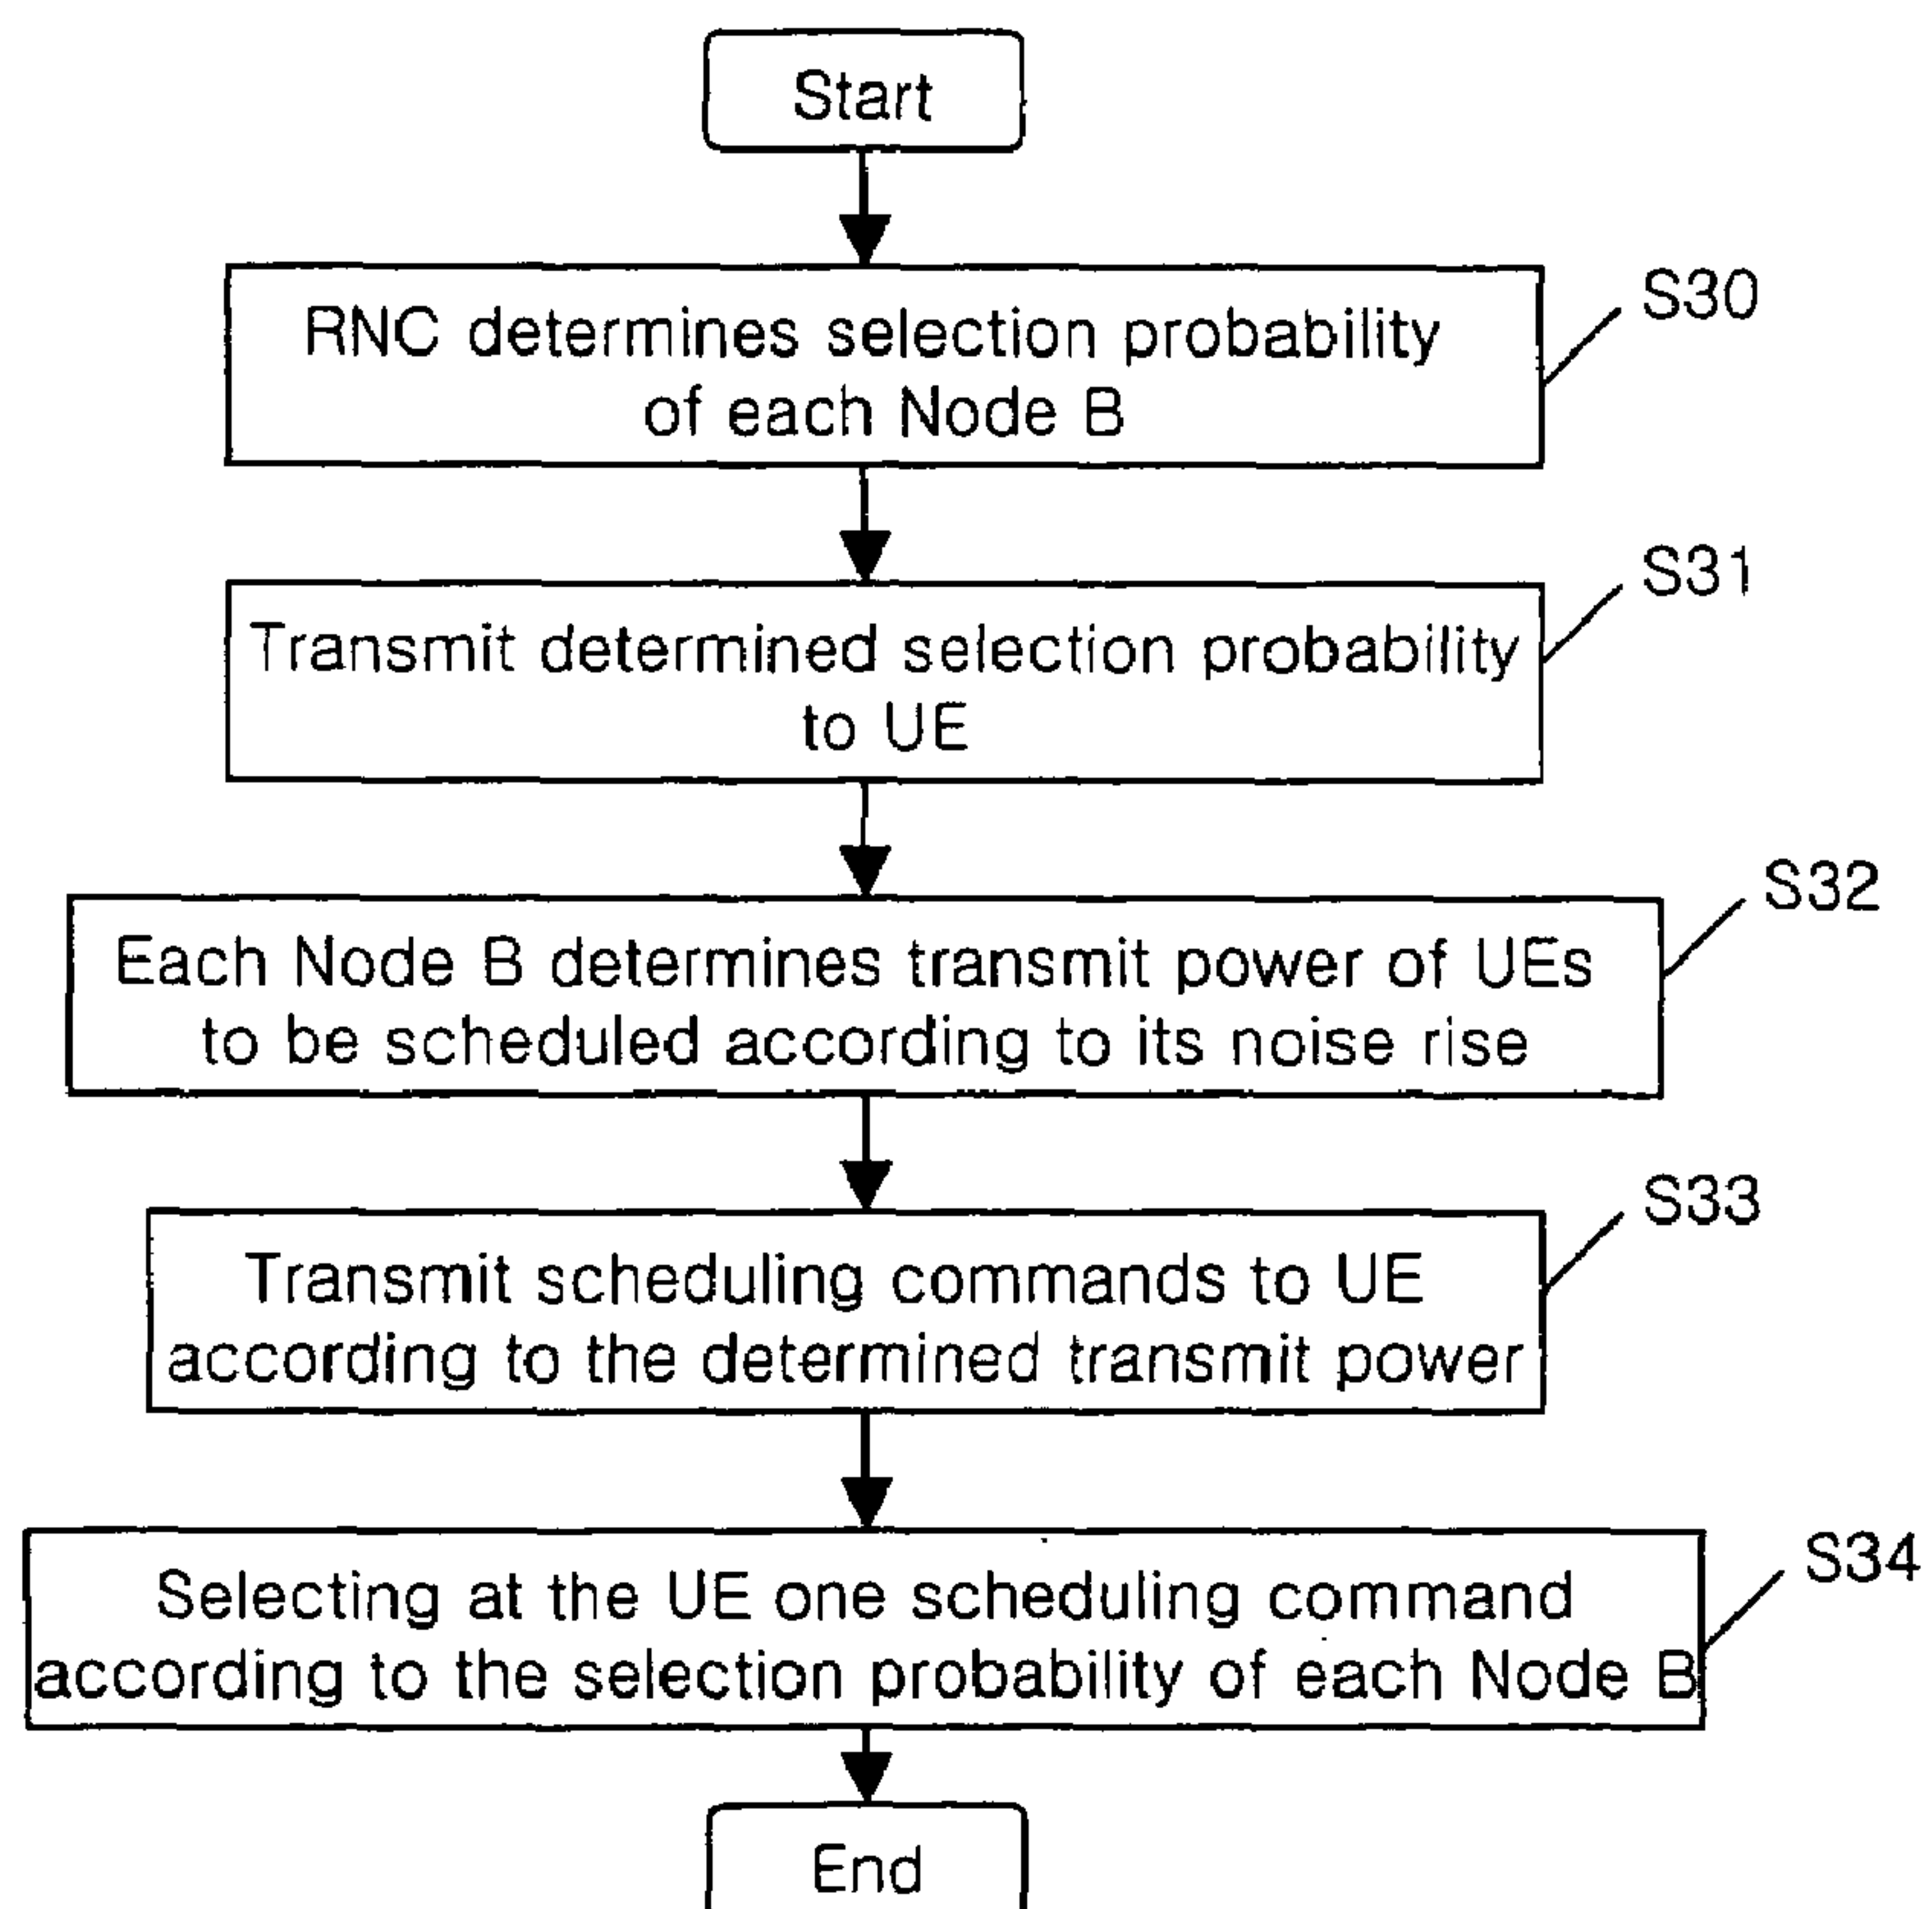 Start
RNC determines selection probability
of each Node B
S30
Transmit determined selection probability
to UE
S31
Each Node B determines transmit power of UEs
to be scheduled according to its noise rise
S32
Transmit scheduling commands to UE
according to the determined transmit power
S33
Selecting at the UE one scheduling command
according to the selection probability of each Node B
S34
End